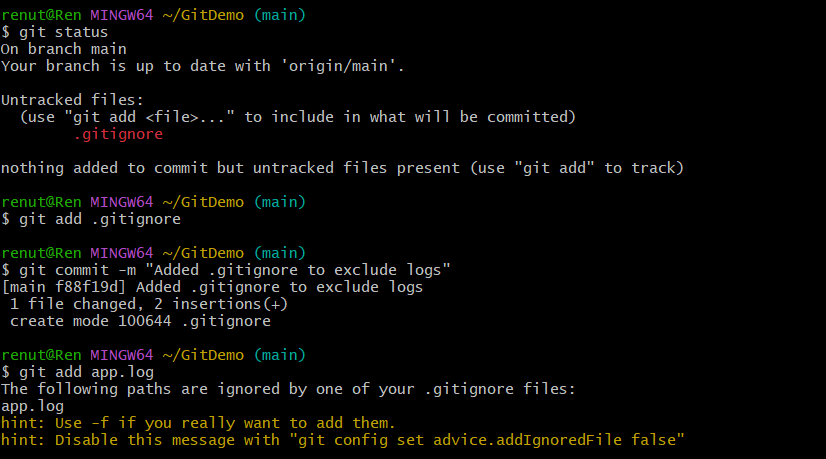 renut@Ren MINGW64 ~/GitDemo (main)
$ git status
On branch main
Your branch is up to date with 'origin/main'.
Untracked files:
  (use "git add <file>..." to include in what will be committed)
        .gitignore
nothing added to commit but untracked files present (use "git add" to track)
renut@Ren MINGW64 ~/GitDemo (main)
$ git add .gitignore
renut@Ren MINGW64 ~/GitDemo (main)
$ git commit -m "Added .gitignore to exclude logs"
[main f88f19d] Added .gitignore to exclude logs
 1 file changed, 2 insertions(+)
 create mode 100644 .gitignore
renut@Ren MINGW64 ~/GitDemo (main)
$ git add app.log
The following paths are ignored by one of your .gitignore files:
app.log
hint: Use -f if you really want to add them.
hint: Disable this message with "git config set advice.addIgnoredFile false"